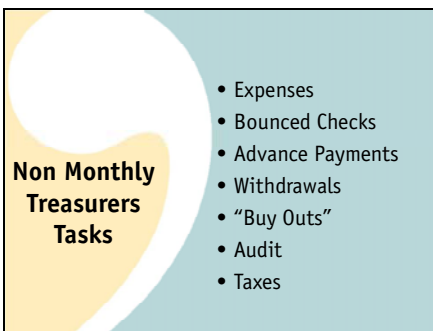 Non Monthly
Treasurers
Tasks
• Expenses
• Bounced Checks
• Advance Payments
• Withdrawals
• “Buy Outs”
• Audit
• Taxes